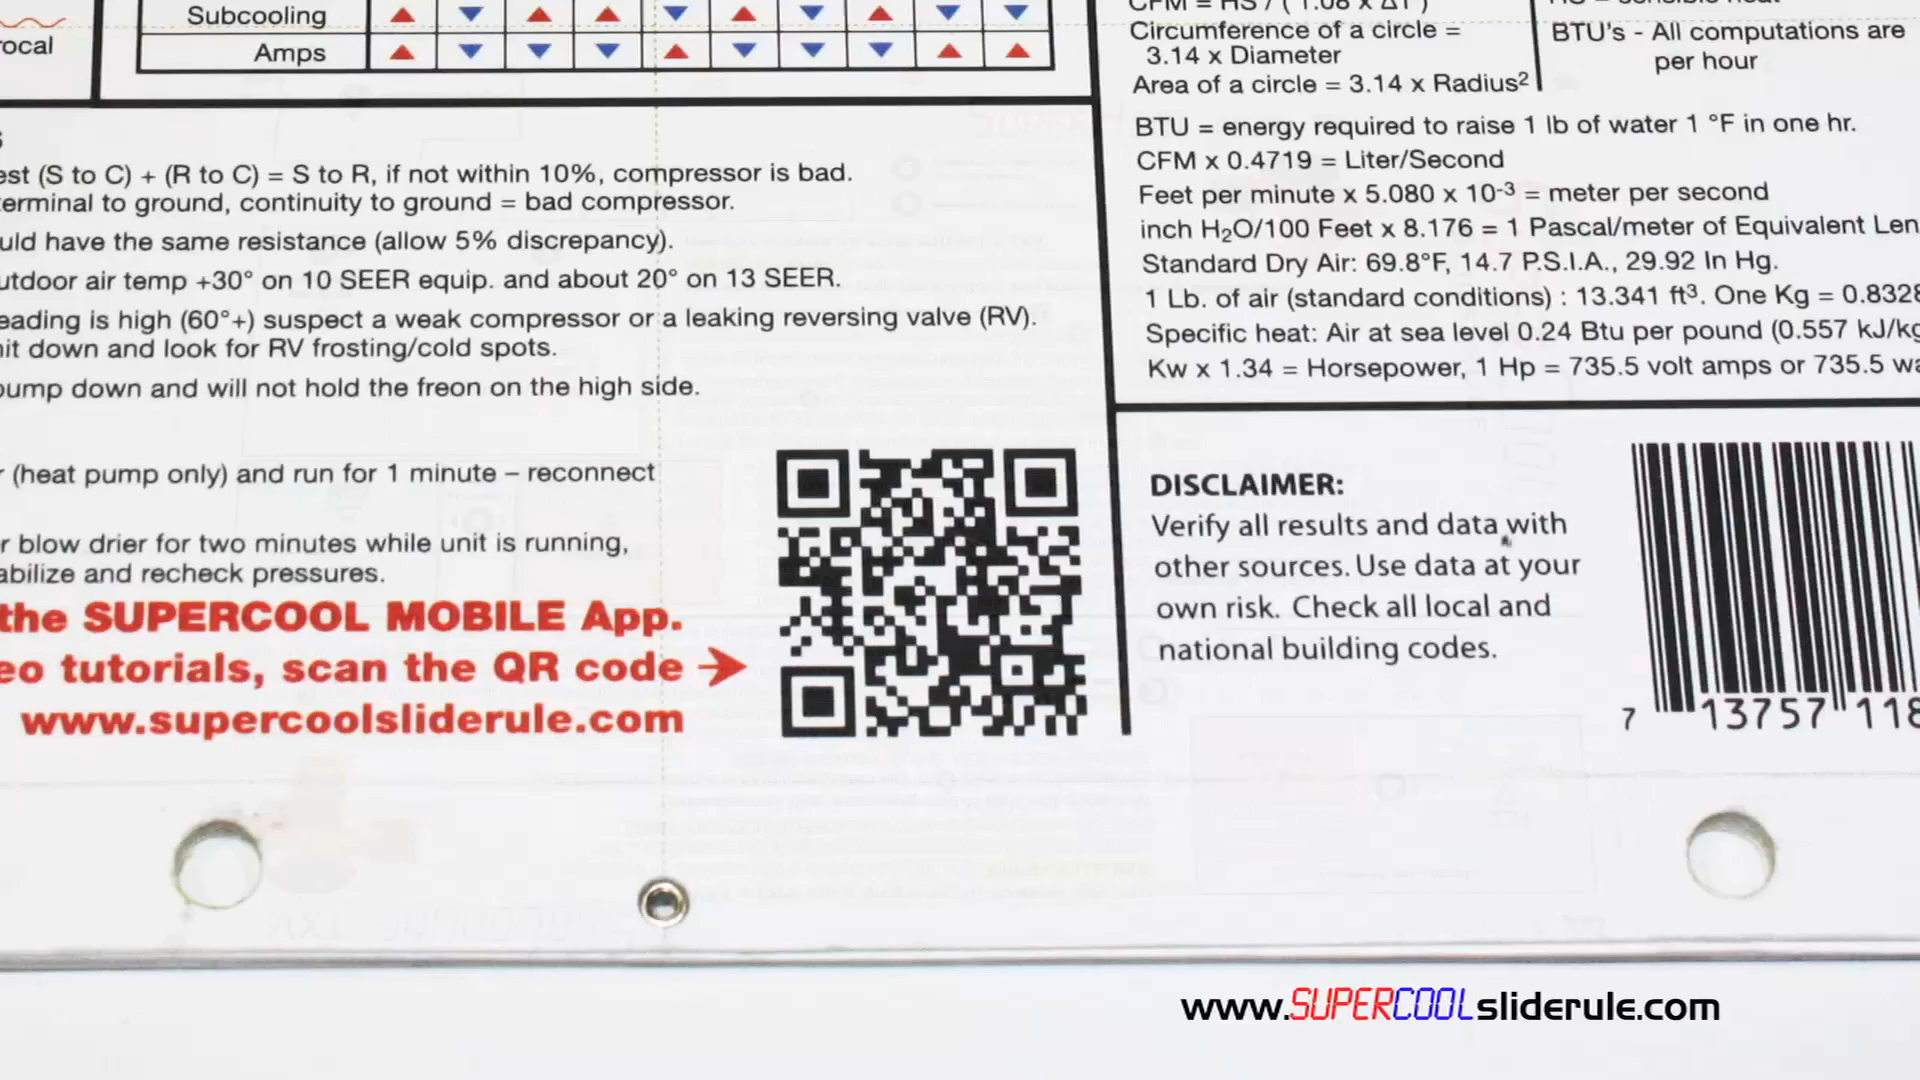 Subcooling
Amps
Circumference of a circle =
3.14 x Diameter
Area of a circle = 3.14 x Radius²
BTU's - All computations are
per hour
BTU = energy required to raise 1 lb of water 1 °F in one hr.
CFM x 0.4719 = Liter/Second
Feet per minute x 5.080 x 10⁻³ = meter per second
inch H₂O/100 Feet x 8.176 = 1 Pascal/meter of Equivalent Len
Standard Dry Air: 69.8°F, 14.7 P.S.I.A., 29.92 In Hg.
1 Lb. of air (standard conditions) : 13.341 ft³. One Kg = 0.8328
Specific heat: Air at sea level 0.24 Btu per pound (0.557 kJ/kg
Kw x 1.34 = Horsepower, 1 Hp = 735.5 volt amps or 735.5 wa
est (S to C) + (R to C) = S to R, if not within 10%, compressor is bad.
erminal to ground, continuity to ground = bad compressor.
uld have the same resistance (allow 5% discrepancy).
utdoor air temp +30° on 10 SEER equip. and about 20° on 13 SEER.
eading is high (60°+) suspect a weak compressor or a leaking reversing valve (RV).
it down and look for RV frosting/cold spots.
pump down and will not hold the freon on the high side.
r (heat pump only) and run for 1 minute – reconnect
r blow drier for two minutes while unit is running,
abilize and recheck pressures.
the SUPERCOOL MOBILE App.
eo tutorials, scan the QR code
www.supercoolsliderule.com
DISCLAIMER:
Verify all results and data with
other sources. Use data at your
own risk. Check all local and
national building codes.
7 13757 118
www.SUPERCOOLsliderule.com